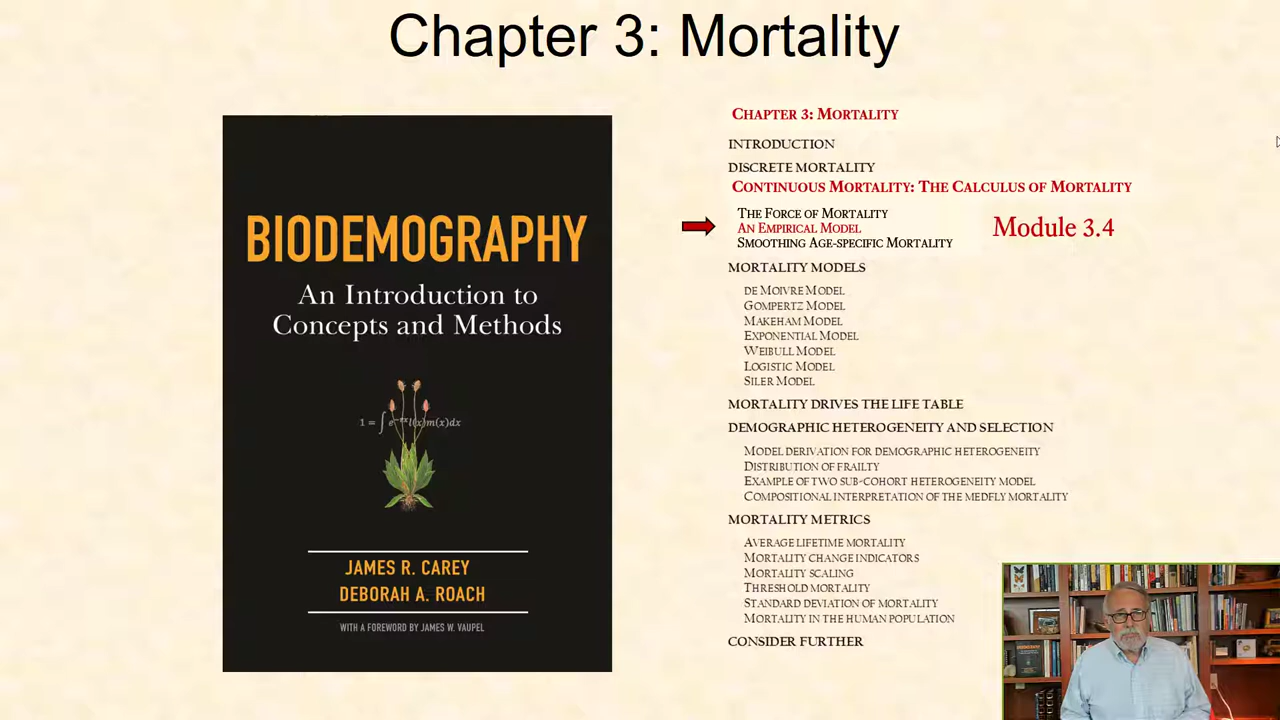 Chapter 3: Mortality
BIODEMOGRAPHY
An Introduction to
Concepts and Methods
1 = ∫ e⁻ʳˣl(x)m(x)dx
JAMES R. CAREY
DEBORAH A. ROACH
WITH A FOREWORD BY JAMES W. VAUPEL
CHAPTER 3: MORTALITY
INTRODUCTION
DISCRETE MORTALITY
CONTINUOUS MORTALITY: THE CALCULUS OF MORTALITY
THE FORCE OF MORTALITY
AN EMPIRICAL MODEL
SMOOTHING AGE-SPECIFIC MORTALITY
Module 3.4
MORTALITY MODELS
DE MOIVRE MODEL
GOMPERTZ MODEL
MAKEHAM MODEL
EXPONENTIAL MODEL
WEIBULL MODEL
LOGISTIC MODEL
SILER MODEL
MORTALITY DRIVES THE LIFE TABLE
DEMOGRAPHIC HETEROGENEITY AND SELECTION
MODEL DERIVATION FOR DEMOGRAPHIC HETEROGENEITY
DISTRIBUTION OF FRAILTY
EXAMPLE OF TWO SUB-COHORT HETEROGENEITY MODEL
COMPOSITIONAL INTERPRETATION OF THE MEDFLY MORTALITY
MORTALITY METRICS
AVERAGE LIFETIME MORTALITY
MORTALITY CHANGE INDICATORS
MORTALITY SCALING
THRESHOLD MORTALITY
STANDARD DEVIATION OF MORTALITY
MORTALITY IN THE HUMAN POPULATION
CONSIDER FURTHER
BIODEMOGRAPHY